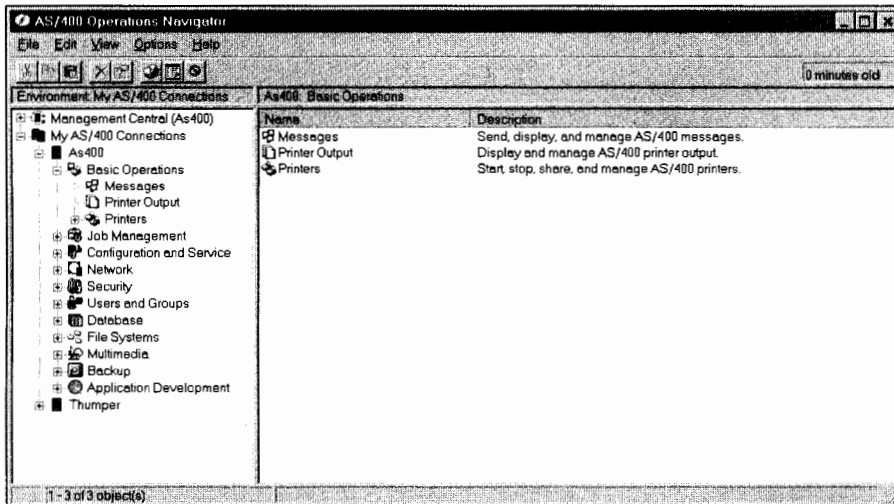 AS/400 Operations Navigator
File Edit View Options Help
0 minutes old
Environment: My AS/400 Connections
As400: Basic Operations
Management Central (As400)
My AS/400 Connections
As400
Basic Operations
Messages
Printer Output
Printers
Job Management
Configuration and Service
Network
Security
Users and Groups
Database
File Systems
Multimedia
Backup
Application Development
Thumper
Name Description
Messages Send, display, and manage AS/400 messages.
Printer Output Display and manage AS/400 printer output.
Printers Start, stop, share, and manage AS/400 printers.
1 - 3 of 3 object(s)